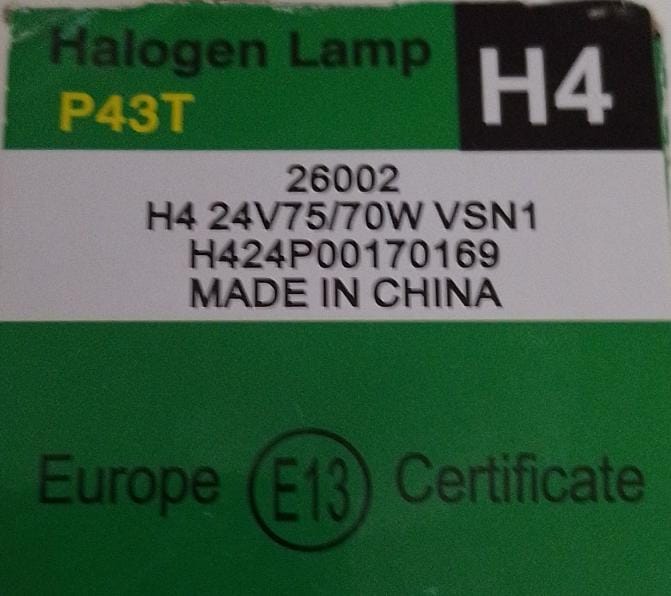 Halogen Lamp
H4
P43T
26002
H4 24V75/70W VSN1
H424P00170169
MADE IN CHINA
Europe E13 Certificate